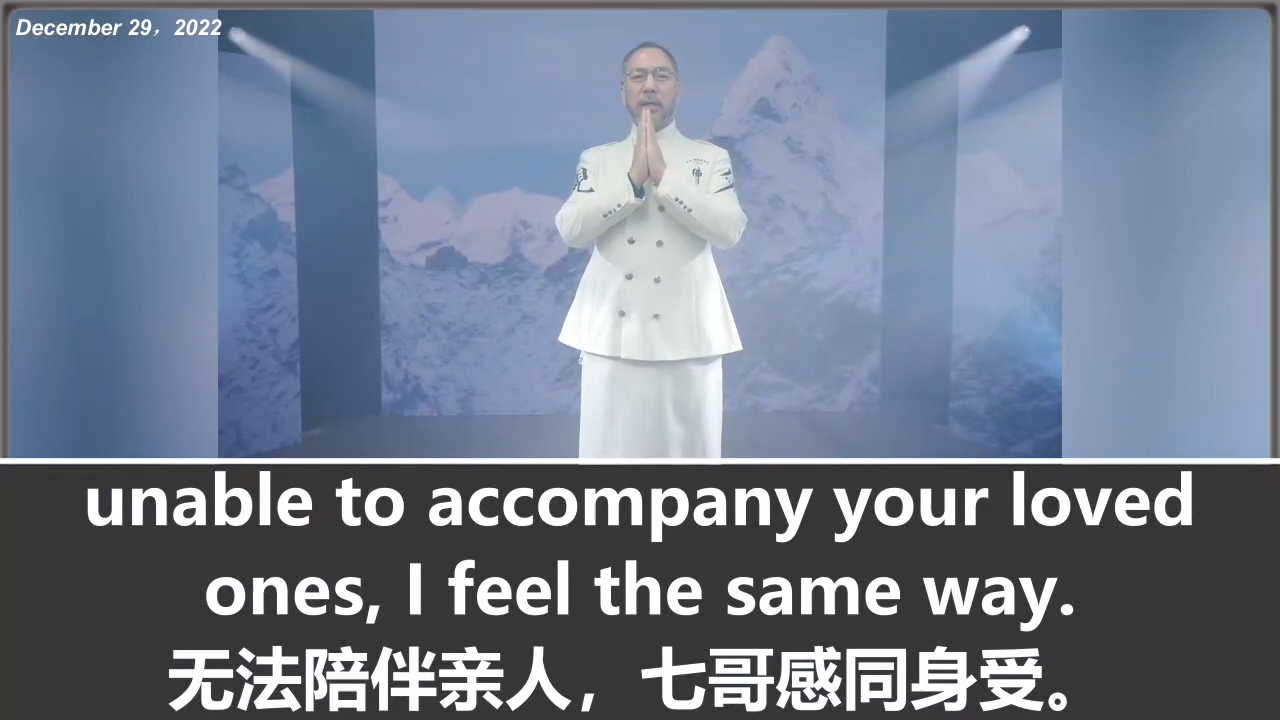 December 29，2022
佛
unable to accompany your loved
ones, I feel the same way.
无法陪伴亲人，七哥感同身受。